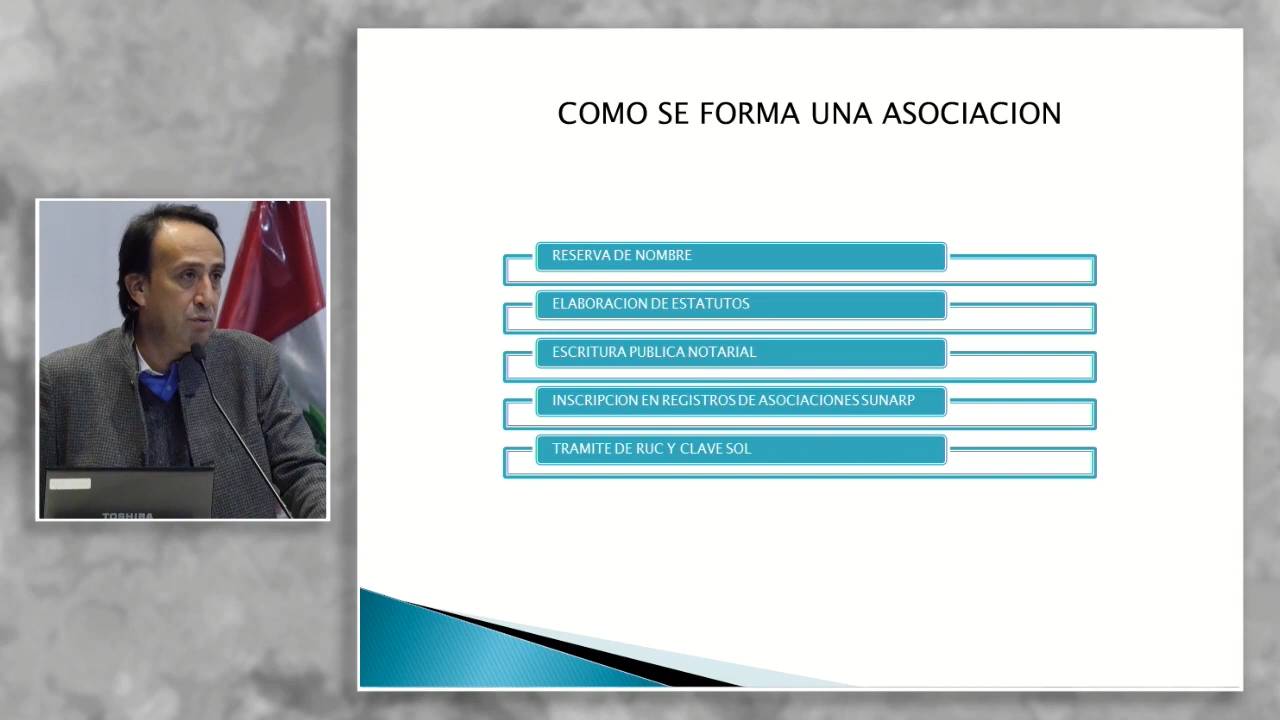 COMO SE FORMA UNA ASOCIACION
RESERVA DE NOMBRE
ELABORACION DE ESTATUTOS
ESCRITURA PUBLICA NOTARIAL
INSCRIPCION EN REGISTROS DE ASOCIACIONES SUNARP
TRAMITE DE RUC Y CLAVE SOL
TOSHIBA